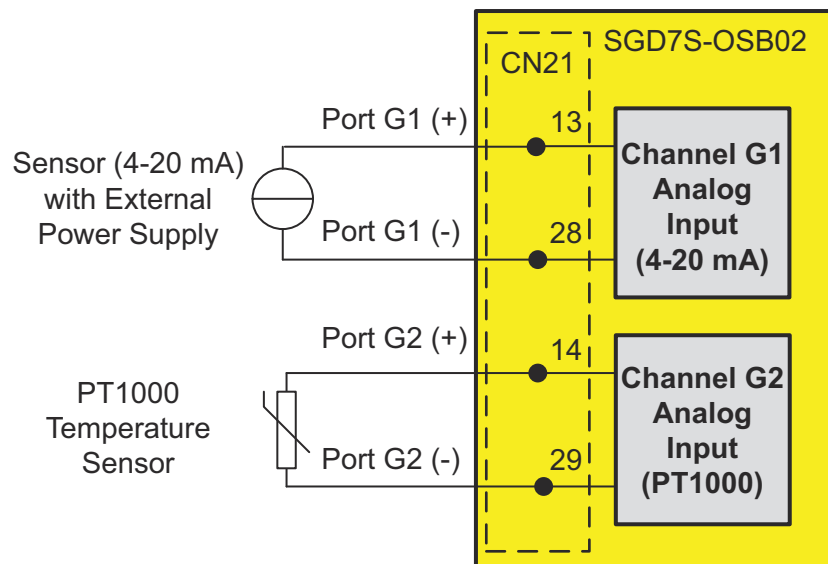 SGD7S-OSB02
CN21
Port G1 (+)
13
Sensor (4-20 mA)
with External
Power Supply
Port G1 (-)
28
Channel G1
Analog
Input
(4-20 mA)
Port G2 (+)
14
PT1000
Temperature
Sensor
Port G2 (-)
29
Channel G2
Analog
Input
(PT1000)